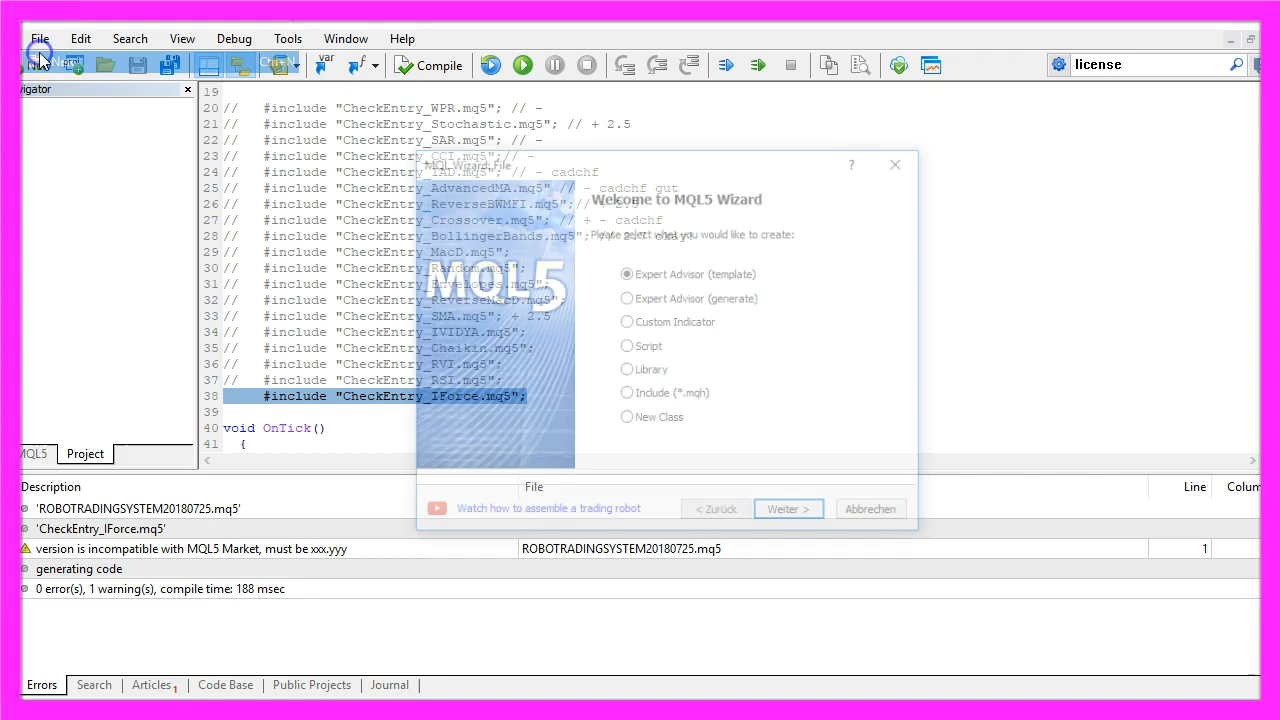 File Edit Search View Debug Tools Window Help
New Ctrl+N
Compile
license
vigator
19
20 // #include "CheckEntry_WPR.mq5"; // -
21 // #include "CheckEntry_Stochastic.mq5"; // + 2.5
22 // #include "CheckEntry_SAR.mq5"; // -
23 // #include "CheckEntry_CCI.mq5";// -
24 // #include "CheckEntry_IAD.mq5"; // - cadchf
25 // #include "CheckEntry_AdvancedMA.mq5" // - cadchf gut
26 // #include "CheckEntry_ReverseBWMFI.mq5";// + 2.5
27 // #include "CheckEntry_Crossover.mq5"; // + - cadchf
28 // #include "CheckEntry_BollingerBands.mq5"; // 2.7 okay
29 // #include "CheckEntry_MacD.mq5";
30 // #include "CheckEntry_Random.mq5";
31 // #include "CheckEntry_Envelopes.mq5";
32 // #include "CheckEntry_ReverseMacD.mq5";
33 // #include "CheckEntry_SMA.mq5"; + 2.5
34 // #include "CheckEntry_IVIDYA.mq5";
35 // #include "CheckEntry_Chaikin.mq5";
36 // #include "CheckEntry_RVI.mq5";
37 // #include "CheckEntry_RSI.mq5";
38 #include "CheckEntry_IForce.mq5";
39
40 void OnTick()
41 {
MQL Wizard: File
?
MQL5
Welcome to MQL5 Wizard
Please select what you would like to create:
Expert Advisor (template)
Expert Advisor (generate)
Custom Indicator
Script
Library
Include (*.mqh)
New Class
Watch how to assemble a trading robot
< Zurück Weiter > Abbrechen
MQL5 Project
Description File Line Colum
'ROBOTRADINGSYSTEM20180725.mq5'
'CheckEntry_IForce.mq5'
version is incompatible with MQL5 Market, must be xxx.yyy ROBOTRADINGSYSTEM20180725.mq5 1
generating code
0 error(s), 1 warning(s), compile time: 188 msec
Errors Search Articles 1 Code Base Public Projects Journal